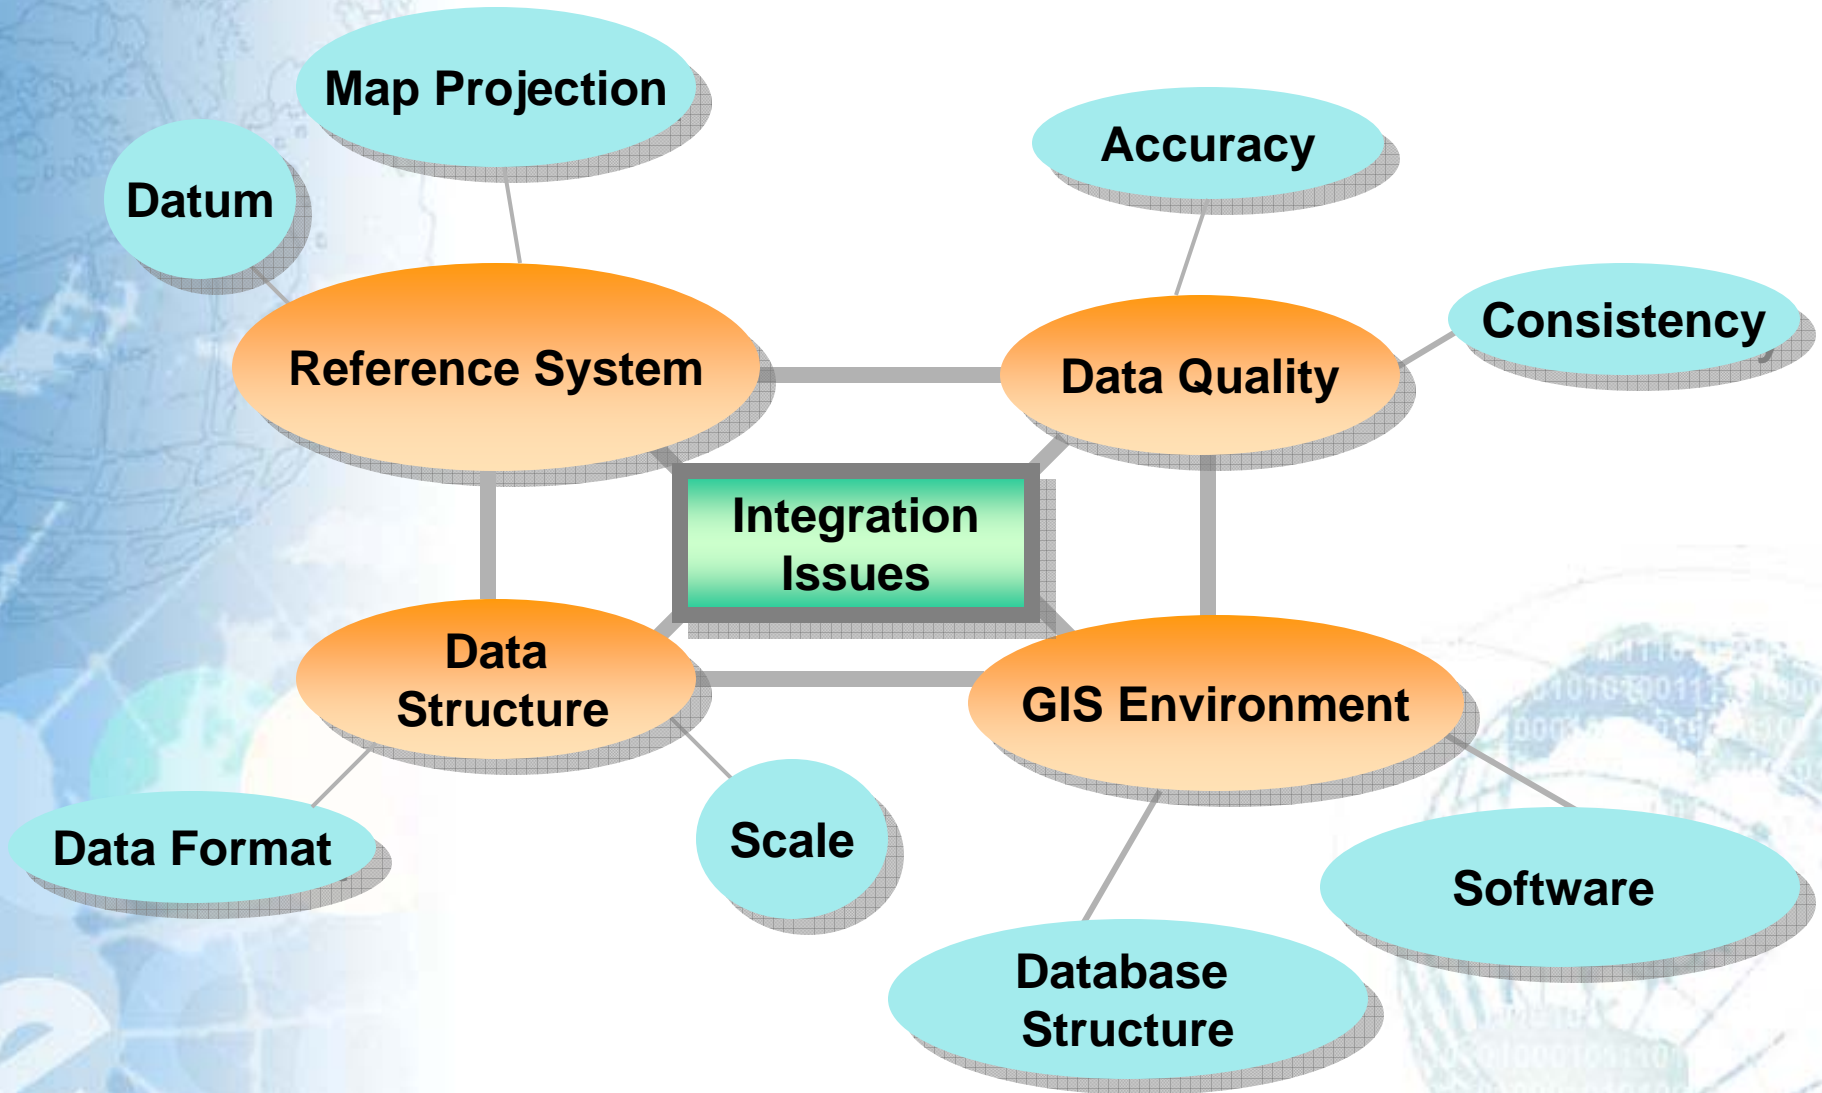 Map Projection
Accuracy
Datum
Consistency
Reference System
Data Quality
Integration
Issues
Data
Structure
GIS Environment
Data Format
Scale
Software
Database
Structure